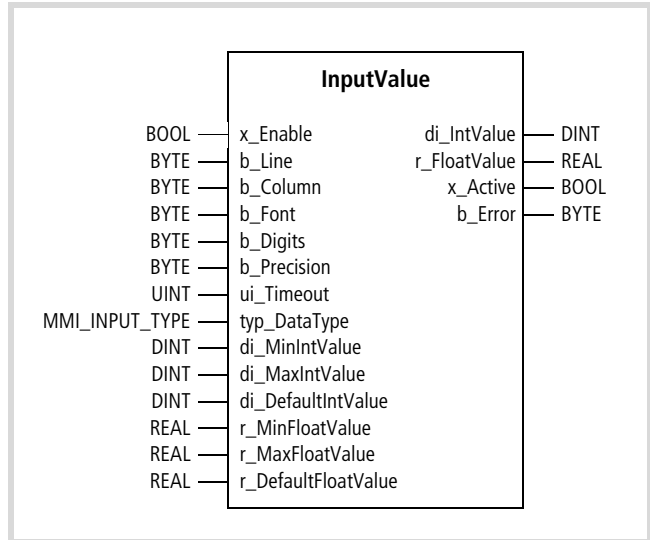 InputValue
BOOL x_Enable di_IntValue DINT
BYTE b_Line r_FloatValue REAL
BYTE b_Column x_Active BOOL
BYTE b_Font b_Error BYTE
BYTE b_Digits
BYTE b_Precision
UINT ui_Timeout
MMI_INPUT_TYPE typ_DataType
DINT di_MinIntValue
DINT di_MaxIntValue
DINT di_DefaultIntValue
REAL r_MinFloatValue
REAL r_MaxFloatValue
REAL r_DefaultFloatValue